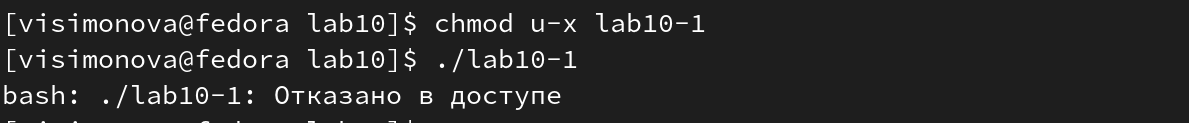 [visimonova@fedora lab10]$ chmod u-x lab10-1
[visimonova@fedora lab10]$ ./lab10-1
bash: ./lab10-1: Отказано в доступе